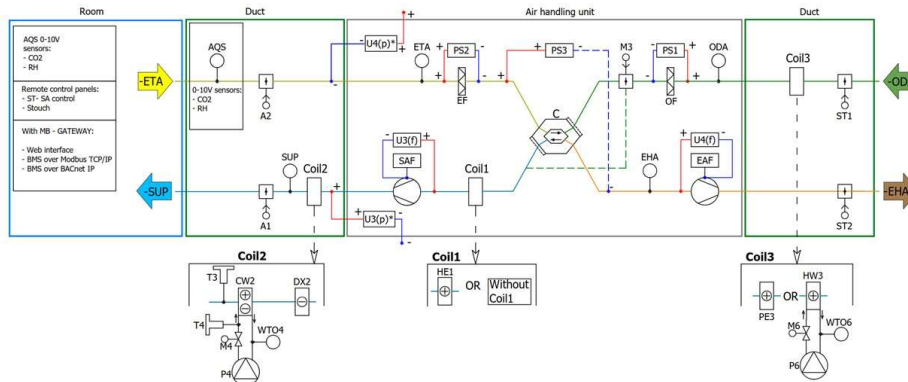 Room
Duct
Air handling unit
Duct
AQS 0-10V
sensors:
- CO2
- RH
Remote control panels:
- ST- SA control
- Stouch
With MB - GATEWAY:
- Web interface
- BMS over Modbus TCP/IP
- BMS over BACnet IP
-ETA
-SUP
AQS
0-10V sensors:
- CO2
- RH
A2
SUP
Coil2
A1
- U4(p)* +
+
-
ETA
+ PS2 -
EF
+ PS3 -
M3
- PS1 +
OF
ODA
C
- U3(f) +
SAF
Coil1
EHA
+ U4(f) -
EAF
+
+ U3(p)* -
-
Coil3
ST1
ST2
-OD
-EHA
Coil2
T3
CW2
DX2
T4
M4
WTO4
P4
Coil1
HE1
OR
Without
Coil1
Coil3
HW3
OR
PE3
M6
WTO6
P6